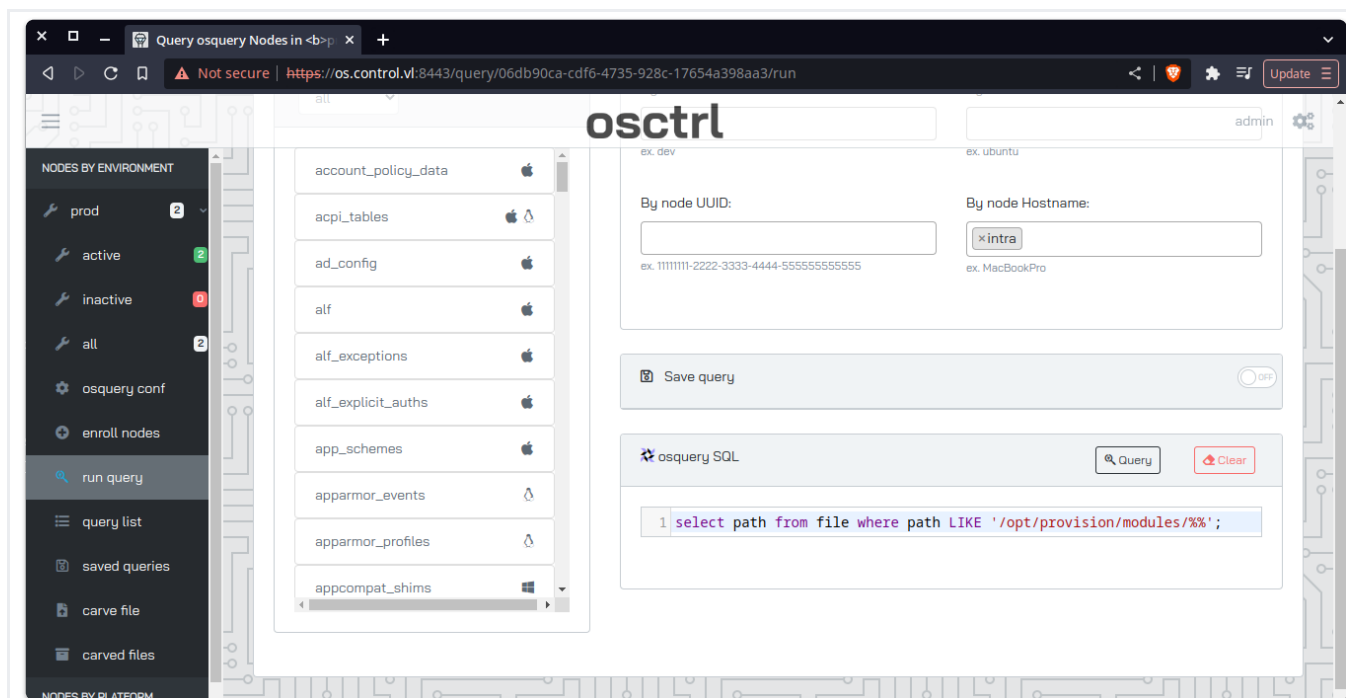 Query osquery Nodes in <b>p
Not secure | https://os.control.vl:8443/query/06db90ca-cdf6-4735-928c-17654a398aa3/run
Update
all
osctrl
admin
NODES BY ENVIRONMENT
prod 2
active 2
inactive 0
all 2
osquery conf
enroll nodes
run query
query list
saved queries
carve file
carved files
NODES BY PLATFORM
account_policy_data
acpi_tables
ad_config
alf
alf_exceptions
alf_explicit_auths
app_schemes
apparmor_events
apparmor_profiles
appcompat_shims
ex. dev
ex. ubuntu
By node UUID:
By node Hostname:
×intra
ex. 11111111-2222-3333-4444-555555555555
ex. MacBookPro
Save query
OFF
osquery SQL
Query
Clear
1 select path from file where path LIKE '/opt/provision/modules/%%';